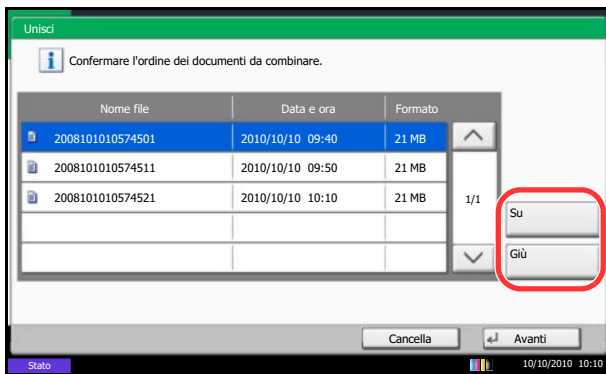 Unisci
Confermare l'ordine dei documenti da combinare.
Nome file Data e ora Formato
2008101010574501 2010/10/10 09:40 21 MB
2008101010574511 2010/10/10 09:50 21 MB
2008101010574521 2010/10/10 10:10 21 MB
1/1
Su
Giù
Cancella Avanti
Stato 10/10/2010 10:10